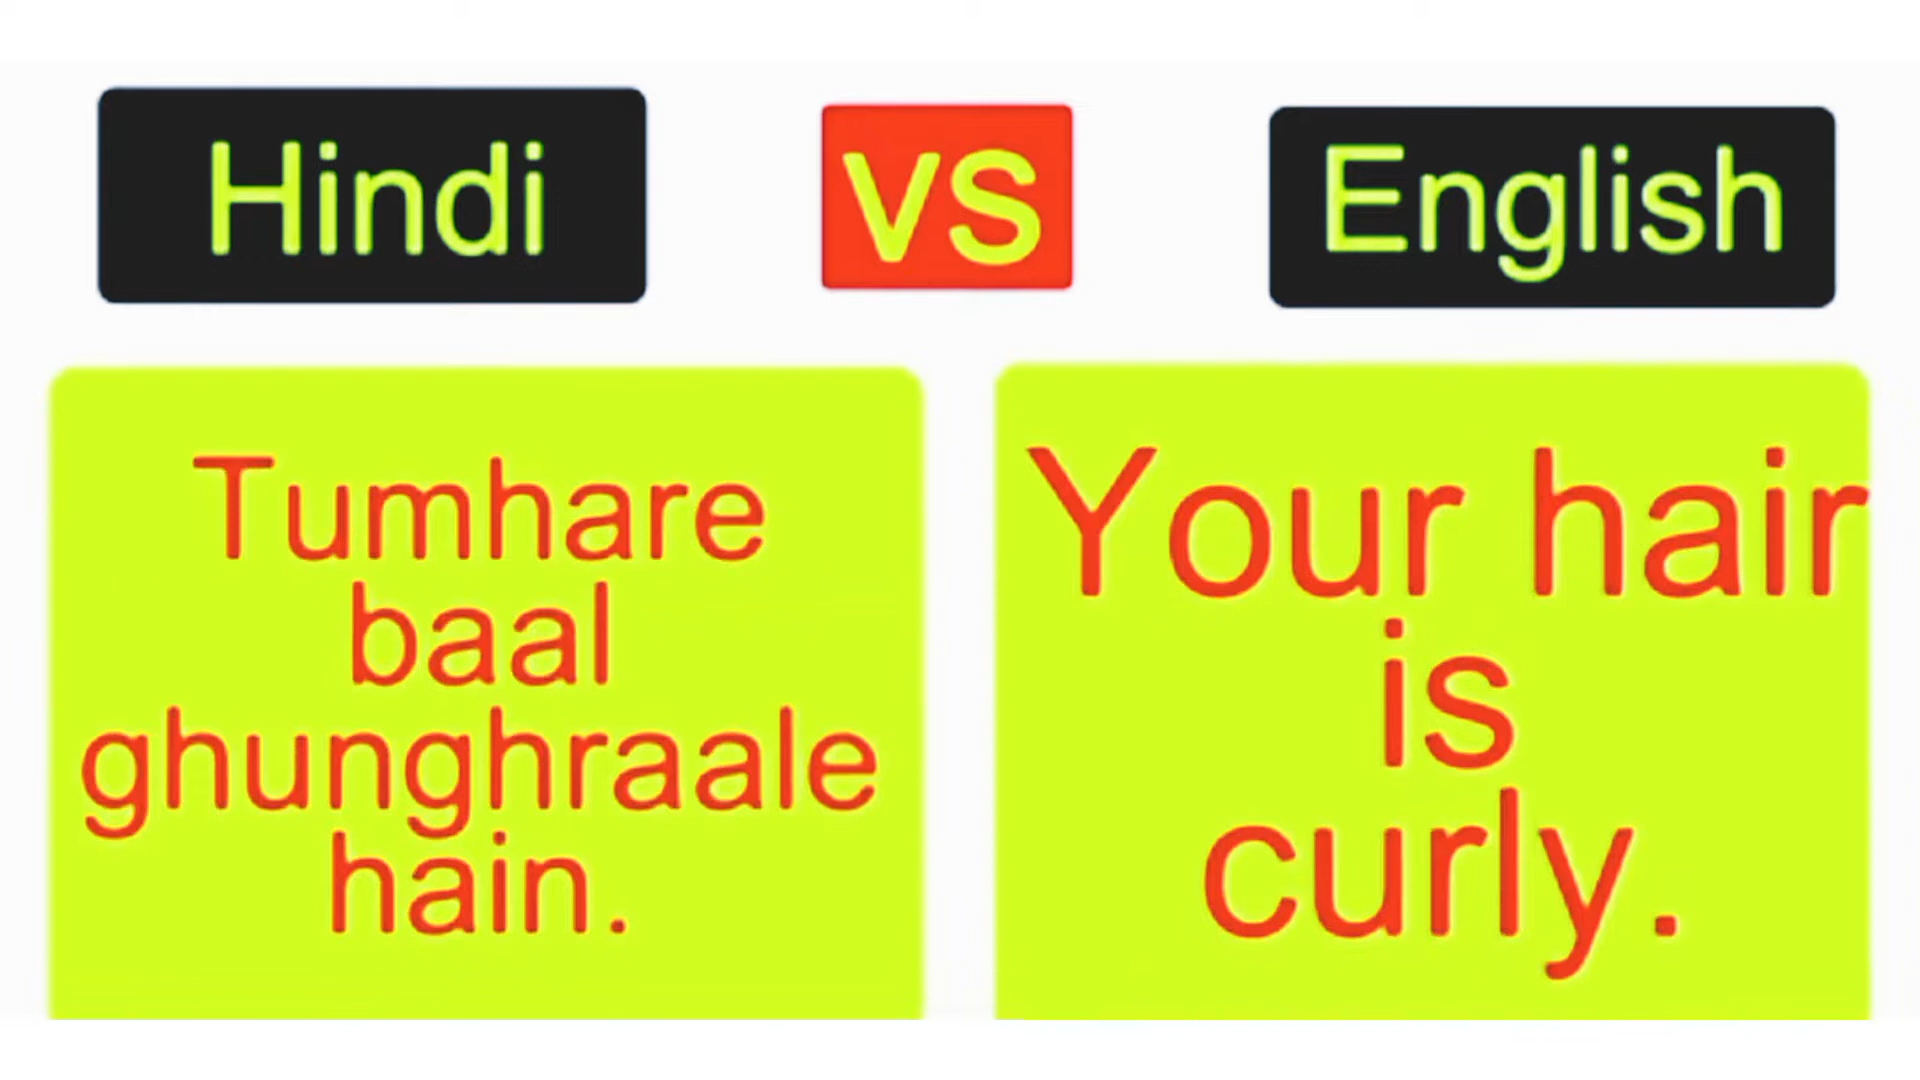 Hindi
VS
English
Tumhare
baal
ghunghraale
hain.
Your hair
is
curly.